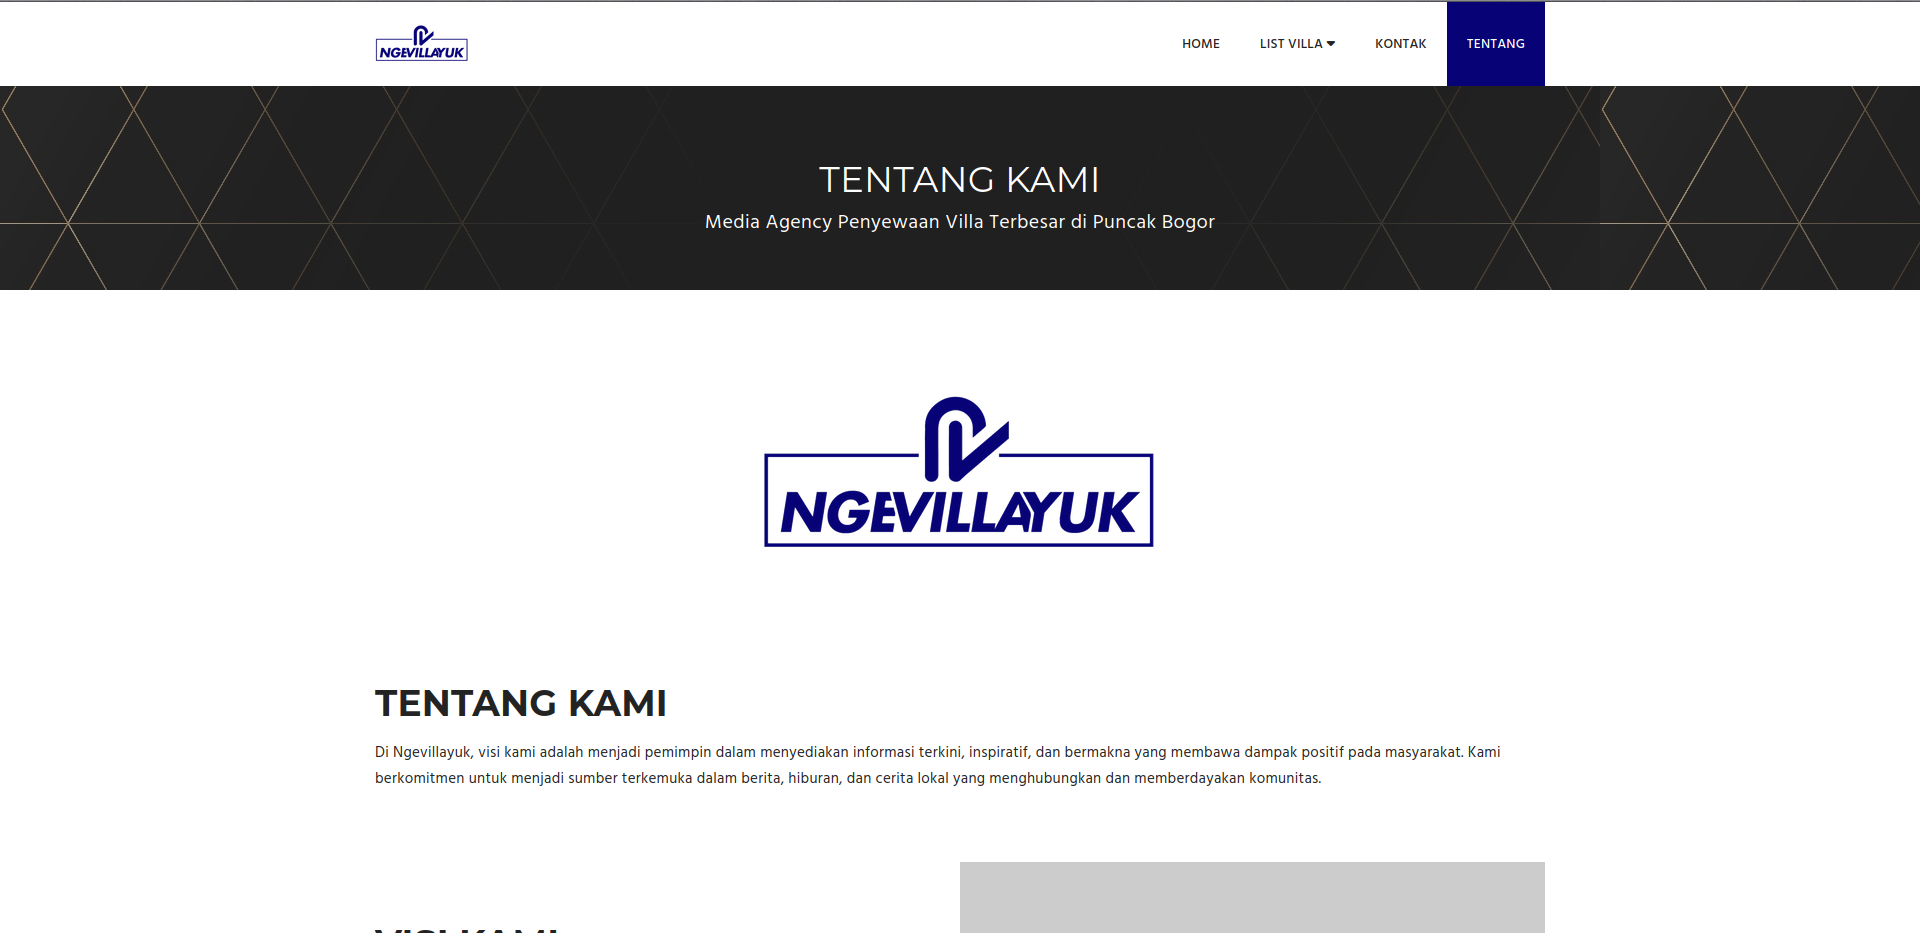 NGEVILLAYUK
HOME
LIST VILLA
KONTAK
TENTANG
TENTANG KAMI
Media Agency Penyewaan Villa Terbesar di Puncak Bogor
NGEVILLAYUK
TENTANG KAMI
Di Ngevillayuk, visi kami adalah menjadi pemimpin dalam menyediakan informasi terkini, inspiratif, dan bermakna yang membawa dampak positif pada masyarakat. Kami
berkomitmen untuk menjadi sumber terkemuka dalam berita, hiburan, dan cerita lokal yang menghubungkan dan memberdayakan komunitas.